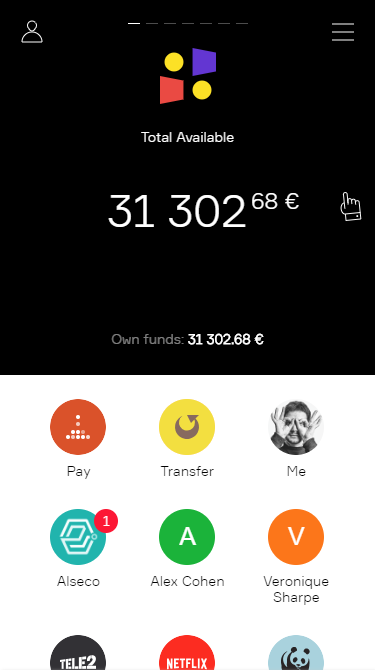 Total Available
31 302 68 €
Own funds: 31 302.68 €
Pay
Transfer
Me
1
A
V
Alseco
Alex Cohen
Veronique
Sharpe
TELE2
NETFLIX